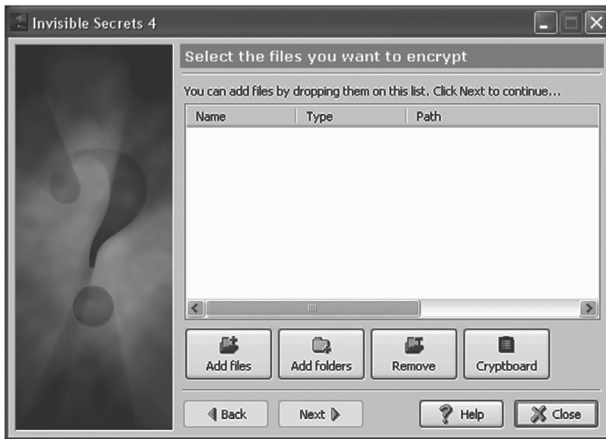 Invisible Secrets 4
Select the files you want to encrypt
You can add files by dropping them on this list. Click Next to continue...
Name Type Path
Add files Add folders Remove Cryptboard
Back Next Help Close